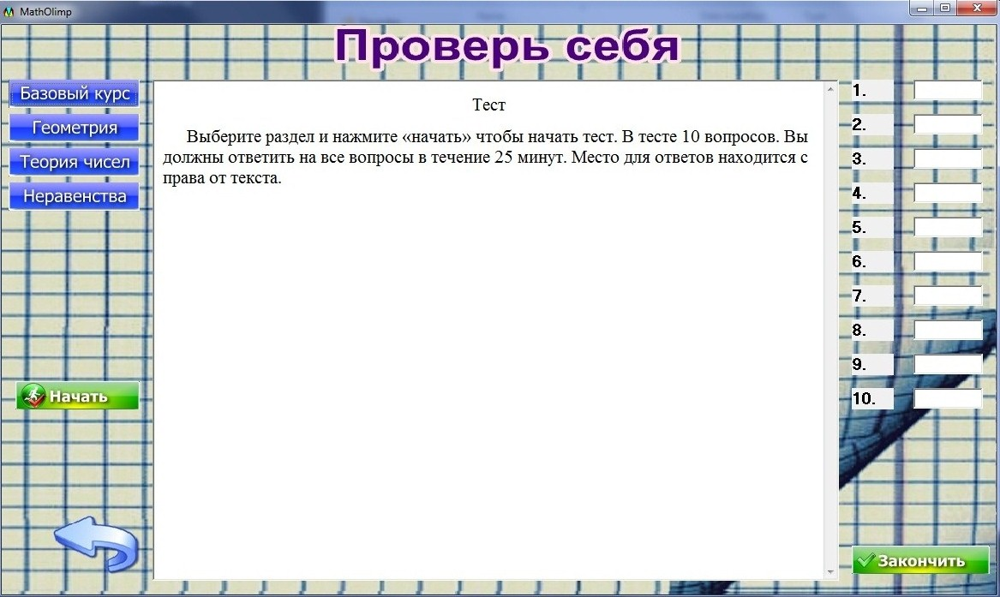 MathOlimp
Проверь себя
Базовый курс
Геометрия
Теория чисел
Неравенства
Начать
Тест
Выберите раздел и нажмите «начать» чтобы начать тест. В тесте 10 вопросов. Вы
должны ответить на все вопросы в течение 25 минут. Место для ответов находится с
права от текста.
1.
2.
3.
4.
5.
6.
7.
8.
9.
10.
Закончить